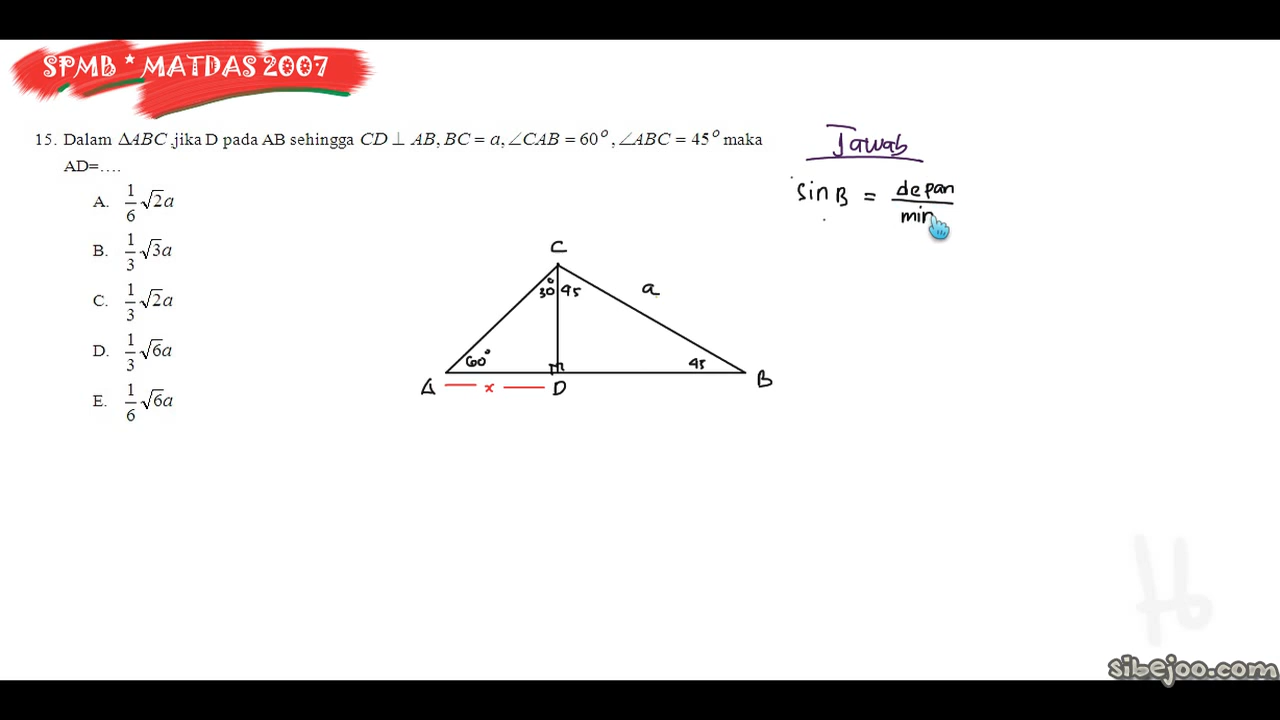 SPMB * MATDAS 2007
15. Dalam ΔABC .jika D pada AB sehingga CD ⊥ AB, BC = a, ∠CAB = 60°, ∠ABC = 45° maka
AD=....
A. 1/6 √2a
B. 1/3 √3a
C. 1/3 √2a
D. 1/3 √6a
E. 1/6 √6a
Jawab
sin B = depan
min
C
30° 45
a
60°
45
A x D B
sibejoo.com